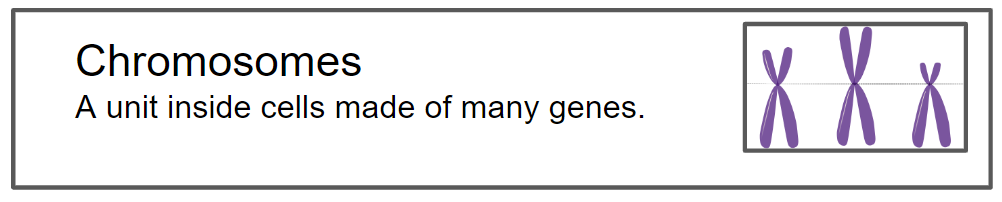 Chromosomes
A unit inside cells made of many genes.